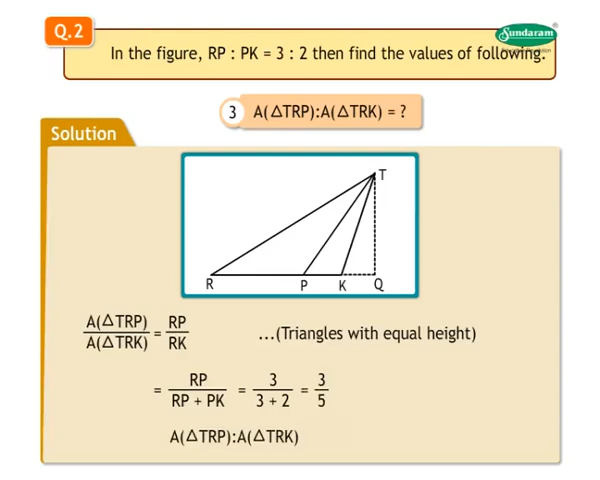 Q.2
Sundaram®
In the figure, RP : PK = 3 : 2 then find the values of following.
3 A(△TRP):A(△TRK) = ?
Solution
T
R P K Q
A(△TRP) / A(△TRK) = RP / RK ...(Triangles with equal height)
= RP / RP + PK = 3 / 3 + 2 = 3 / 5
A(△TRP):A(△TRK)